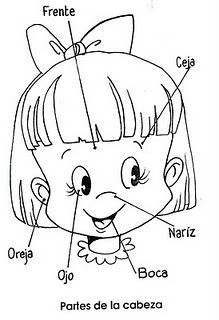 Frente
Ceja
Naríz
Oreja
Ojo
Boca
Partes de la cabeza